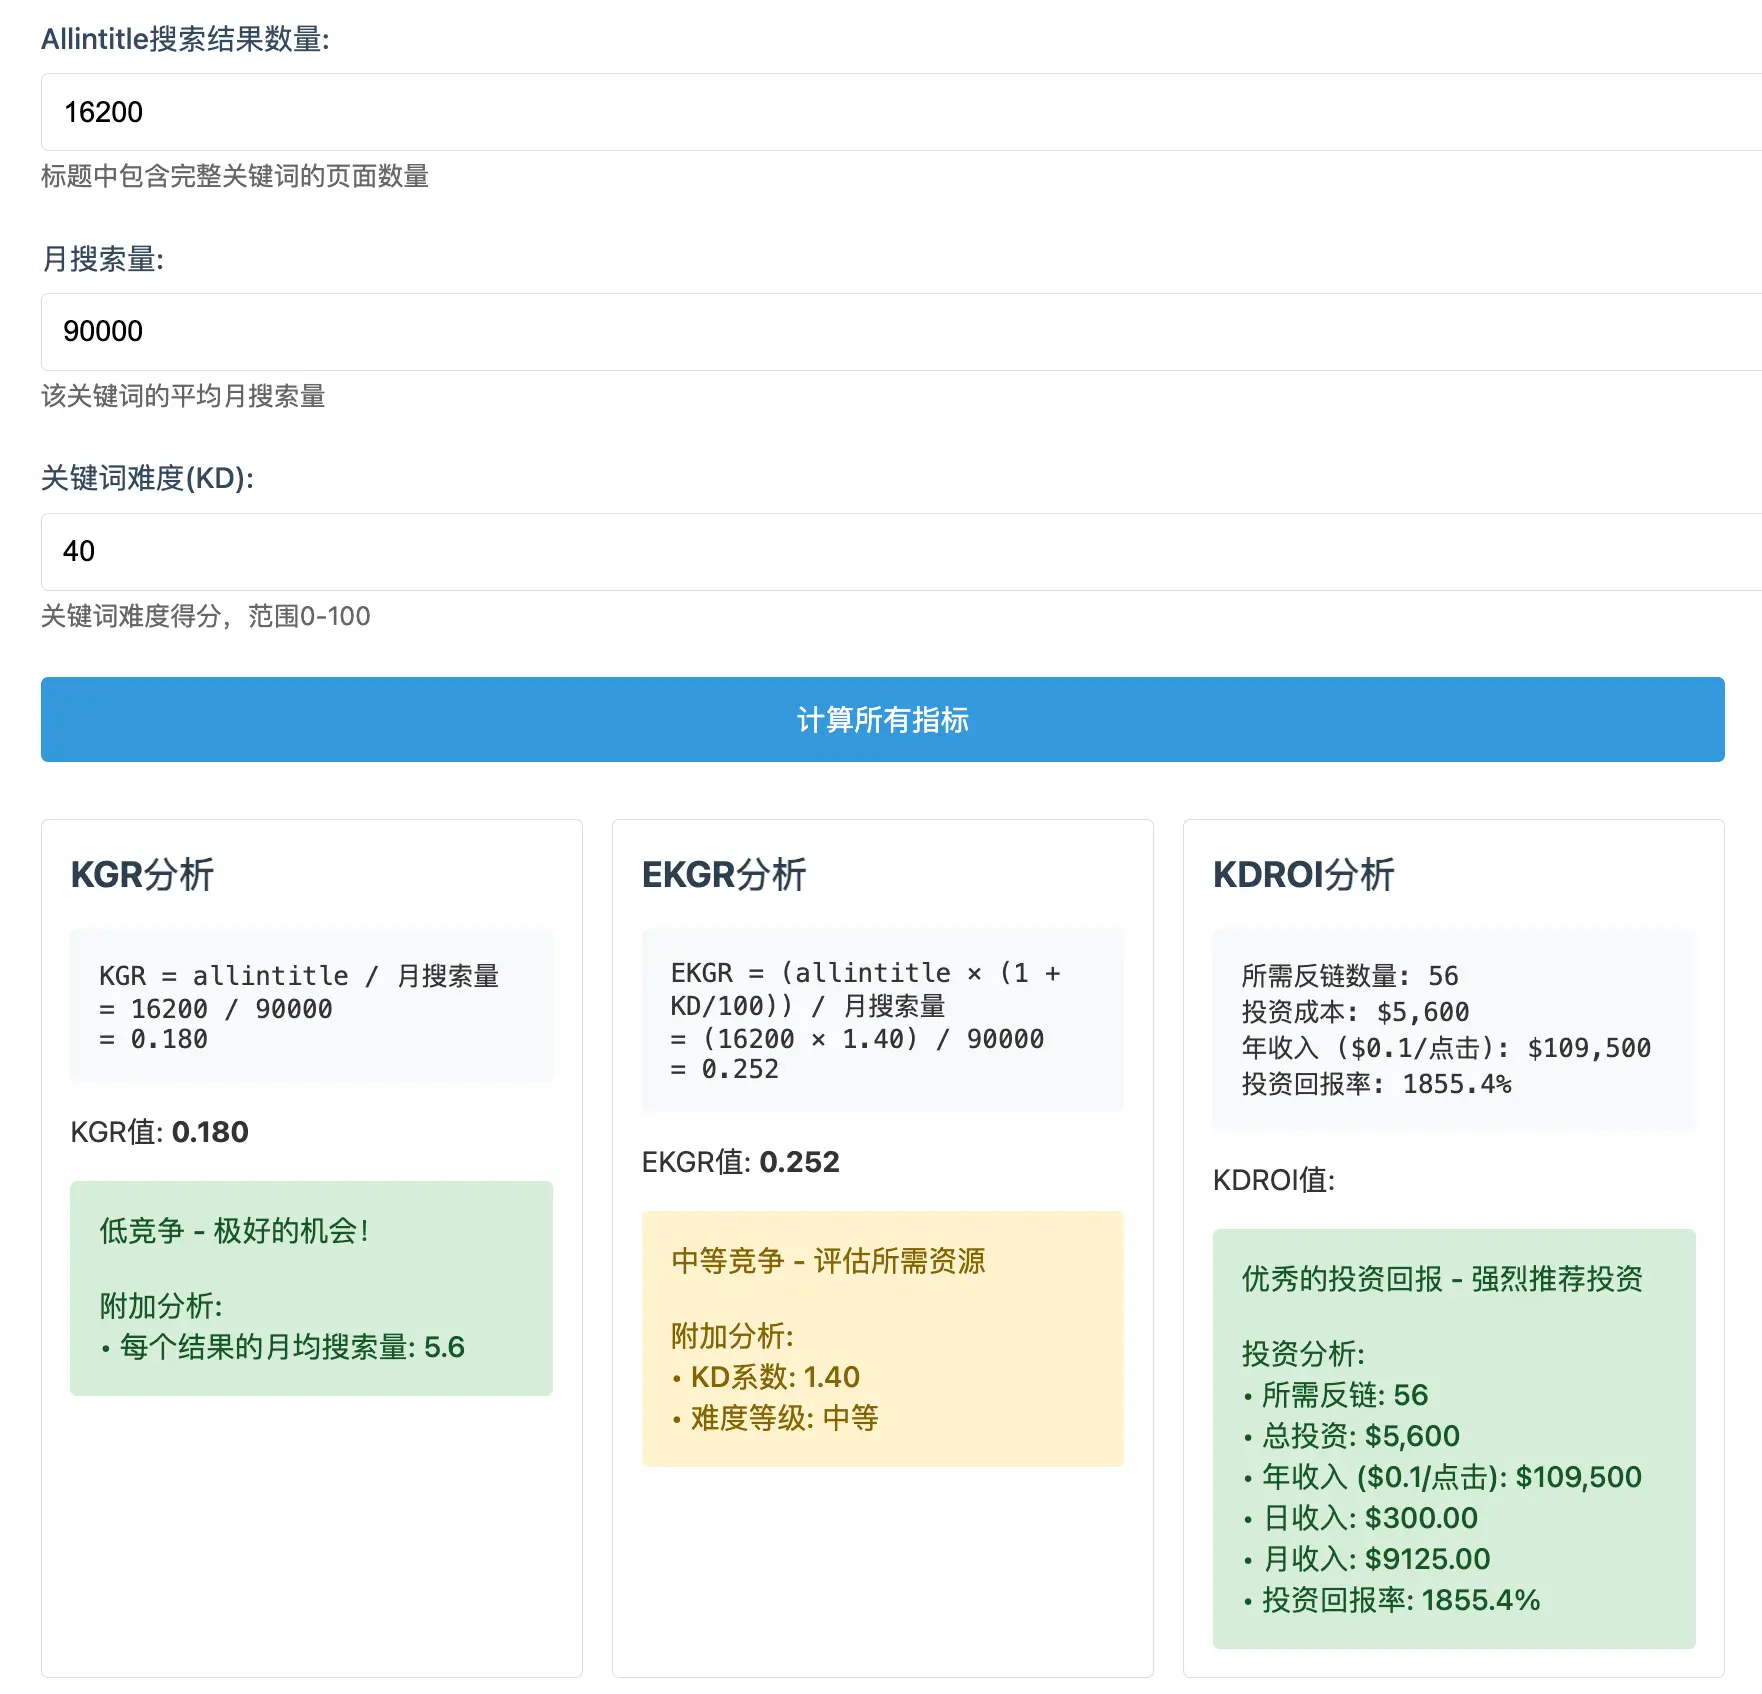 Allintitle搜索结果数量:
16200
标题中包含完整关键词的页面数量
月搜索量:
90000
该关键词的平均月搜索量
关键词难度(KD):
40
关键词难度得分，范围0-100
计算所有指标
KGR分析
KGR = allintitle / 月搜索量
= 16200 / 90000
= 0.180
KGR值: 0.180
低竞争 - 极好的机会！
附加分析:
• 每个结果的月均搜索量: 5.6
EKGR分析
EKGR = (allintitle × (1 +
KD/100)) / 月搜索量
= (16200 × 1.40) / 90000
= 0.252
EKGR值: 0.252
中等竞争 - 评估所需资源
附加分析:
• KD系数: 1.40
• 难度等级: 中等
KDROI分析
所需反链数量: 56
投资成本: $5,600
年收入 ($0.1/点击): $109,500
投资回报率: 1855.4%
KDROI值:
优秀的投资回报 - 强烈推荐投资
投资分析:
• 所需反链: 56
• 总投资: $5,600
• 年收入 ($0.1/点击): $109,500
• 日收入: $300.00
• 月收入: $9125.00
• 投资回报率: 1855.4%